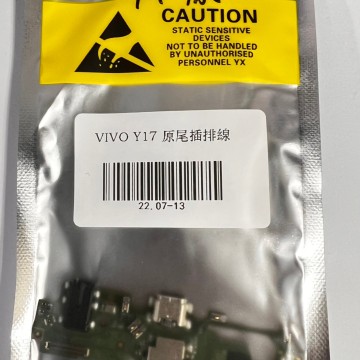 CAUTION
STATIC SENSITIVE
DEVICES
NOT TO BE HANDLED
BY UNAUTHORISED
PERSONNEL YX
VIVO Y17 原尾插排線
22.07-13